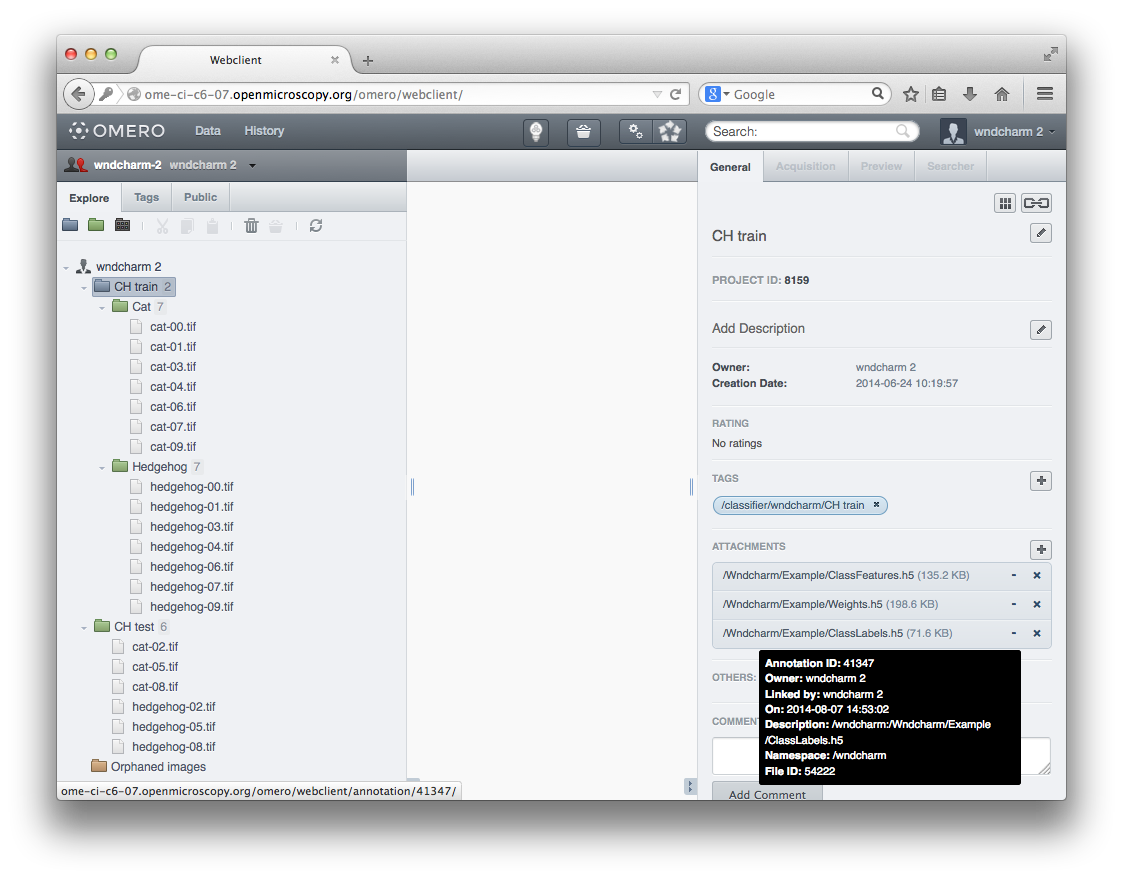 Webclient
ome-ci-c6-07.openmicroscopy.org/omero/webclient/
Google
OMERO
Data
History
Search:
wndcharm 2
wndcharm-2 wndcharm 2
Explore
Tags
Public
wndcharm 2
CH train 2
Cat 7
cat-00.tif
cat-01.tif
cat-03.tif
cat-04.tif
cat-06.tif
cat-07.tif
cat-09.tif
Hedgehog 7
hedgehog-00.tif
hedgehog-01.tif
hedgehog-03.tif
hedgehog-04.tif
hedgehog-06.tif
hedgehog-07.tif
hedgehog-09.tif
CH test 6
cat-02.tif
cat-05.tif
cat-08.tif
hedgehog-02.tif
hedgehog-05.tif
hedgehog-08.tif
Orphaned images
ome-ci-c6-07.openmicroscopy.org/omero/webclient/annotation/41347/
General
Acquisition
Preview
Searcher
CH train
PROJECT ID: 8159
Add Description
Owner: wndcharm 2
Creation Date: 2014-06-24 10:19:57
RATING
No ratings
TAGS
/classifier/wndcharm/CH train
ATTACHMENTS
/Wndcharm/Example/ClassFeatures.h5 (135.2 KB)
/Wndcharm/Example/Weights.h5 (198.6 KB)
/Wndcharm/Example/ClassLabels.h5 (71.6 KB)
OTHERS:
COMMEN
Annotation ID: 41347
Owner: wndcharm 2
Linked by: wndcharm 2
On: 2014-08-07 14:53:02
Description: /wndcharm:/Wndcharm/Example
/ClassLabels.h5
Namespace: /wndcharm
File ID: 54222
Add Comment